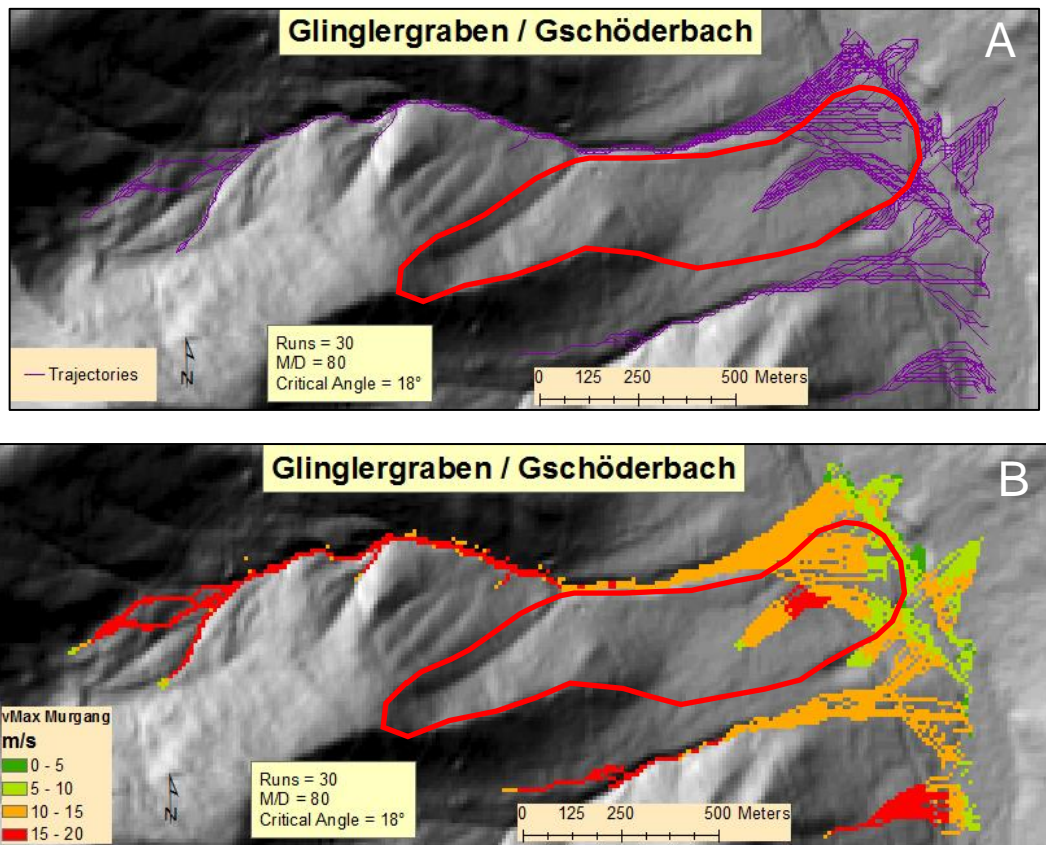 Glinglergraben / Gschöderbach
A
Trajectories
N
Runs = 30
M/D = 80
Critical Angle = 18°
0 125 250 500 Meters
Glinglergraben / Gschöderbach
B
vMax Murgang
m/s
0 - 5
5 - 10
10 - 15
15 - 20
N
Runs = 30
M/D = 80
Critical Angle = 18°
0 125 250 500 Meters